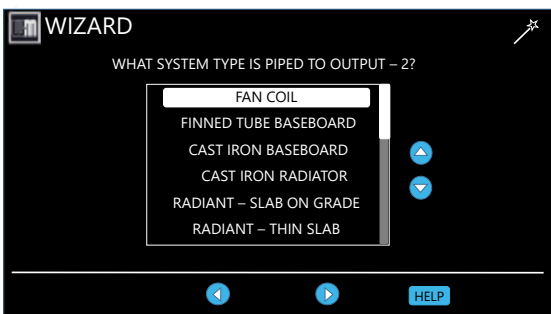 m WIZARD
WHAT SYSTEM TYPE IS PIPED TO OUTPUT – 2?
FAN COIL
FINNED TUBE BASEBOARD
CAST IRON BASEBOARD
CAST IRON RADIATOR
RADIANT – SLAB ON GRADE
RADIANT – THIN SLAB
HELP